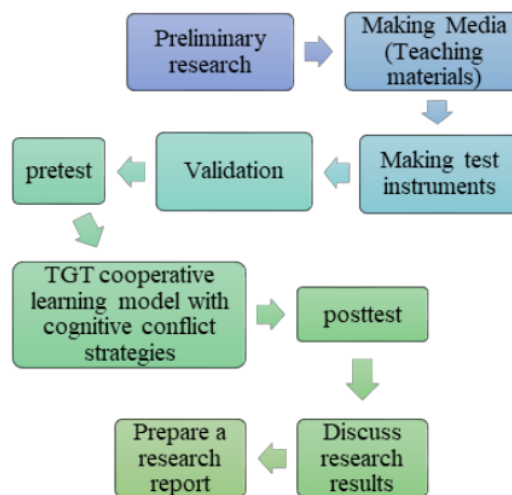 Preliminary
research
Making Media
(Teaching
materials)
Making test
instruments
Validation
pretest
TGT cooperative
learning model with
cognitive conflict
strategies
posttest
Discuss
research
results
Prepare a
research
report